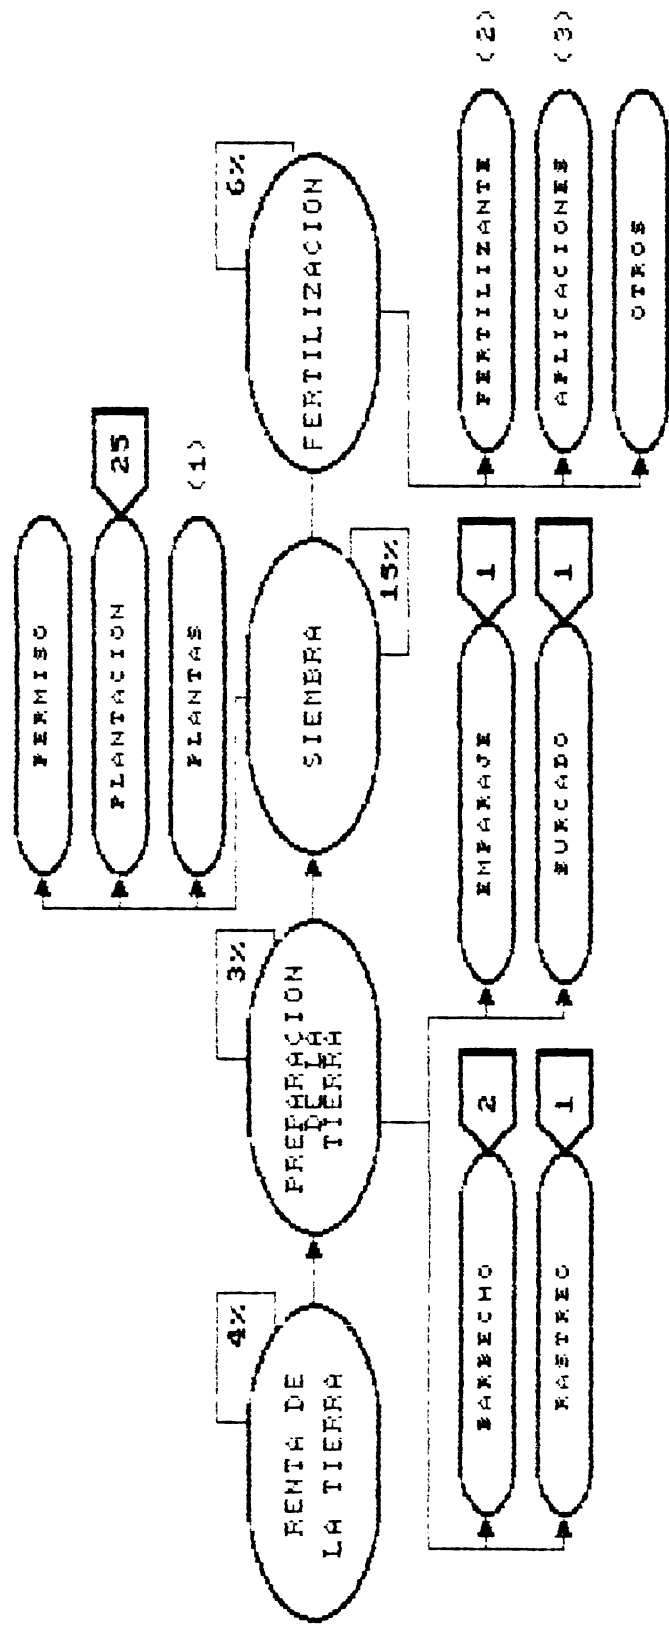 PERMISO
PLANTACION
25
PLANTAS
(1)
4%
3%
6%
RENTA DE
LA TIERRA
PREPARACION
DE LA
TIERRA
SIEMBRA
FERTILIZACION
15%
BARBECHO
2
EMPARAJE
1
FERTILIZANTE
(2)
RASTREO
1
SURCADO
1
APLICACIONES
(3)
OTROS